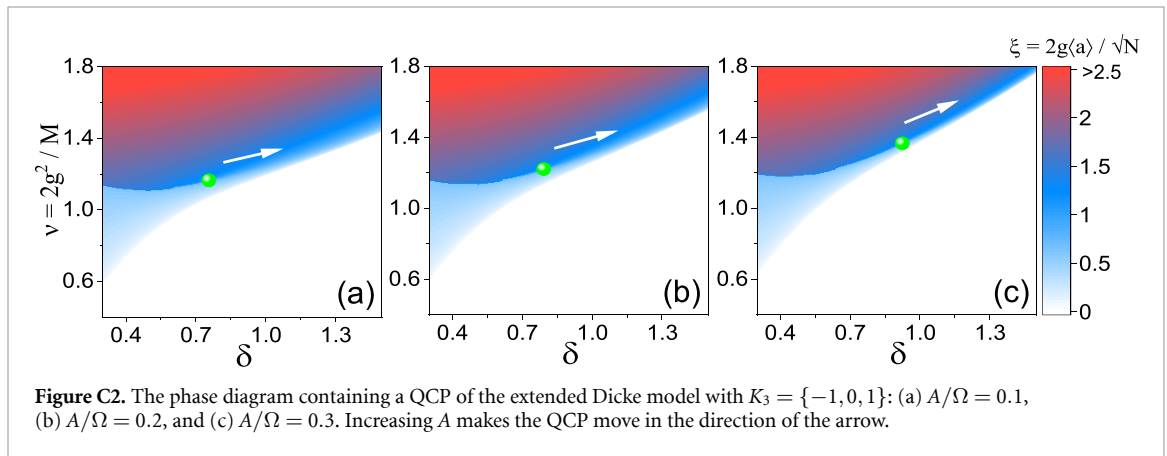 ξ = 2g⟨a⟩ / √N
1.8 1.8 1.8 >2.5
2
1.4 1.4 1.4
1.5
ν = 2g² / M
1.0 1.0 1.0 1
0.5
0.6 0.6 0.6
(a) (b) (c) 0
0.4 0.7 1.0 1.3 0.4 0.7 1.0 1.3 0.4 0.7 1.0 1.3
δ δ δ
Figure C2. The phase diagram containing a QCP of the extended Dicke model with K₃ = {−1, 0, 1}: (a) A/Ω = 0.1,
(b) A/Ω = 0.2, and (c) A/Ω = 0.3. Increasing A makes the QCP move in the direction of the arrow.